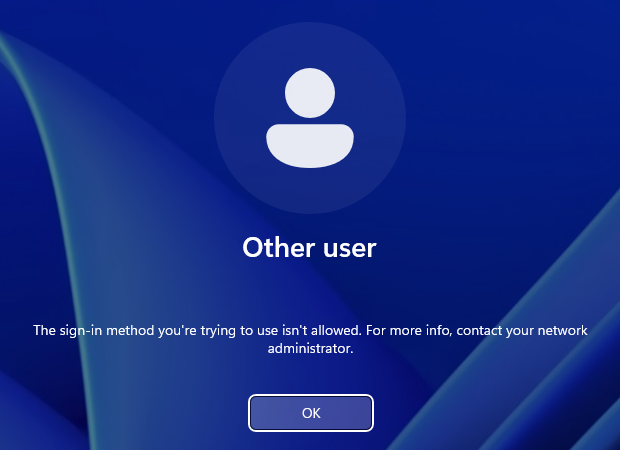 Other user
The sign-in method you're trying to use isn't allowed. For more info, contact your network
administrator.
OK